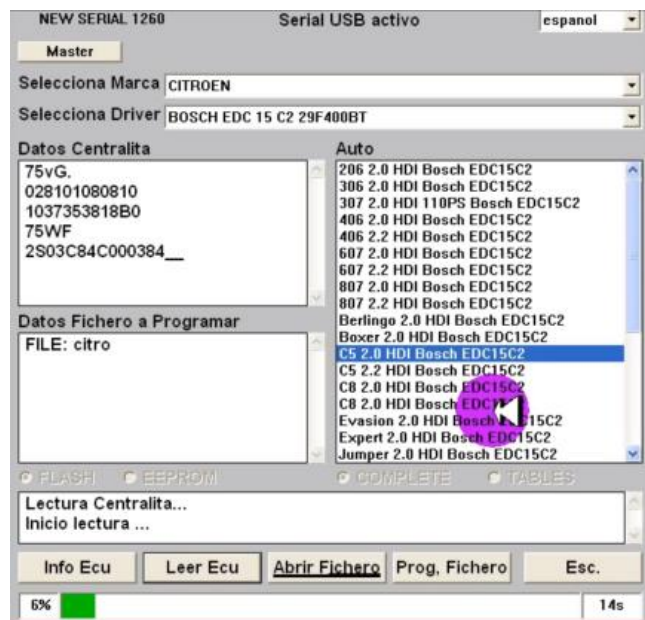 NEW SERIAL 1260
Serial USB activo
espanol
Master
Selecciona Marca CITROEN
Selecciona Driver BOSCH EDC 15 C2 29F400BT
Datos Centralita
75vG.
028101080810
1037353818B0
75WF
2S03C84C000384__
Auto
206 2.0 HDI Bosch EDC15C2
306 2.0 HDI Bosch EDC15C2
307 2.0 HDI 110PS Bosch EDC15C2
406 2.0 HDI Bosch EDC15C2
406 2.2 HDI Bosch EDC15C2
607 2.0 HDI Bosch EDC15C2
607 2.2 HDI Bosch EDC15C2
807 2.0 HDI Bosch EDC15C2
807 2.2 HDI Bosch EDC15C2
Berlingo 2.0 HDI Bosch EDC15C2
Boxer 2.0 HDI Bosch EDC15C2
C5 2.0 HDI Bosch EDC15C2
C5 2.2 HDI Bosch EDC15C2
C8 2.0 HDI Bosch EDC15C2
C8 2.0 HDI Bosch
Evasion 2.0 HDI Bosch
Expert 2.0 HDI Bosch EDC15C2
Jumper 2.0 HDI Bosch EDC15C2
Datos Fichero a Programar
FILE: citro
FLASH
EEPROM
COMPLETE
TABLES
Lectura Centralita...
Inicio lectura ...
Info Ecu
Leer Ecu
Abrir Fichero
Prog, Fichero
Esc.
6%
14s